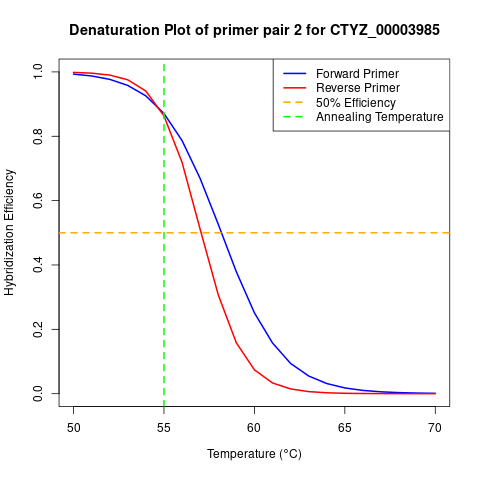 Denaturation Plot of primer pair 2 for CTYZ_00003985
Forward Primer
Reverse Primer
50% Efficiency
Annealing Temperature
Hybridization Efficiency
1.0
0.8
0.6
0.4
0.2
0.0
50 55 60 65 70
Temperature (°C)